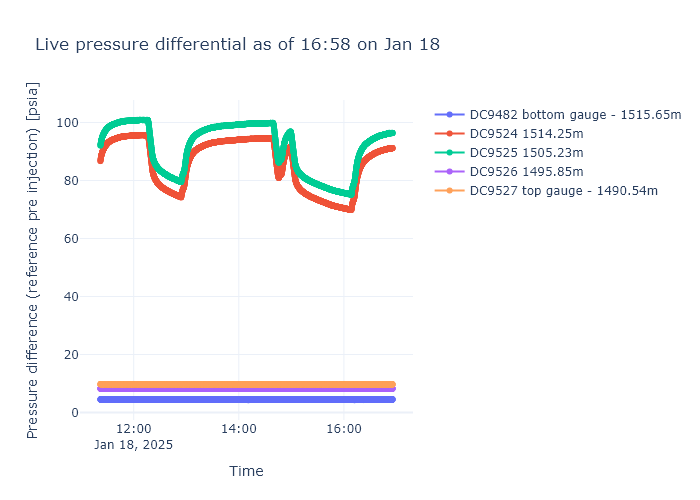 Live pressure differential as of 16:58 on Jan 18
Pressure difference (reference pre injection) [psia]
100
80
60
40
20
0
12:00
Jan 18, 2025
14:00
16:00
Time
DC9482 bottom gauge - 1515.65m
DC9524 1514.25m
DC9525 1505.23m
DC9526 1495.85m
DC9527 top gauge - 1490.54m